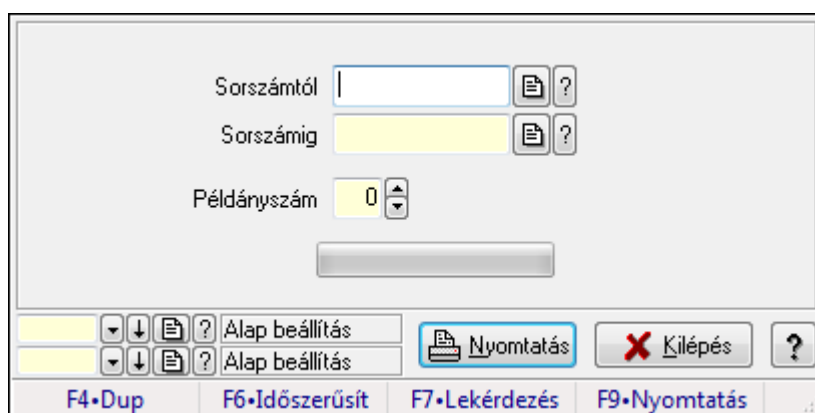 Sorszámtól ?
Sorszámig ?
Példányszám 0
? Alap beállítás
? Alap beállítás
Nyomtatás Kilépés ?
F4•Dup F6•Időszerűsít F7•Lekérdezés F9•Nyomtatás